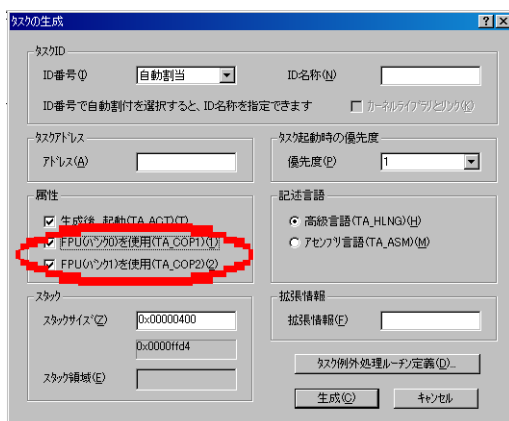 タスクの生成
タスクID
ID番号(I) 自動割当 ID名称(N)
ID番号で自動割付を選択すると、ID名称を指定できます カーネルライブラリとリンク(K)
タスクアドレス タスク起動時の優先度
アドレス(A) 優先度(P) 1
属性 記述言語
生成後、起動(TA_ACT)(T) 高級言語(TA_HLNG)(H)
FPU(バンク0)を使用(TA_COP1)(1) アセンブリ言語(TA_ASM)(M)
FPU(バンク1)を使用(TA_COP2)(2)
スタック 拡張情報
スタックサイズ(Z) 0x00000400 拡張情報(F)
0x0000ffd4
スタック領域(E) タスク例外処理ルーチン定義(D)...
生成(C) キャンセル